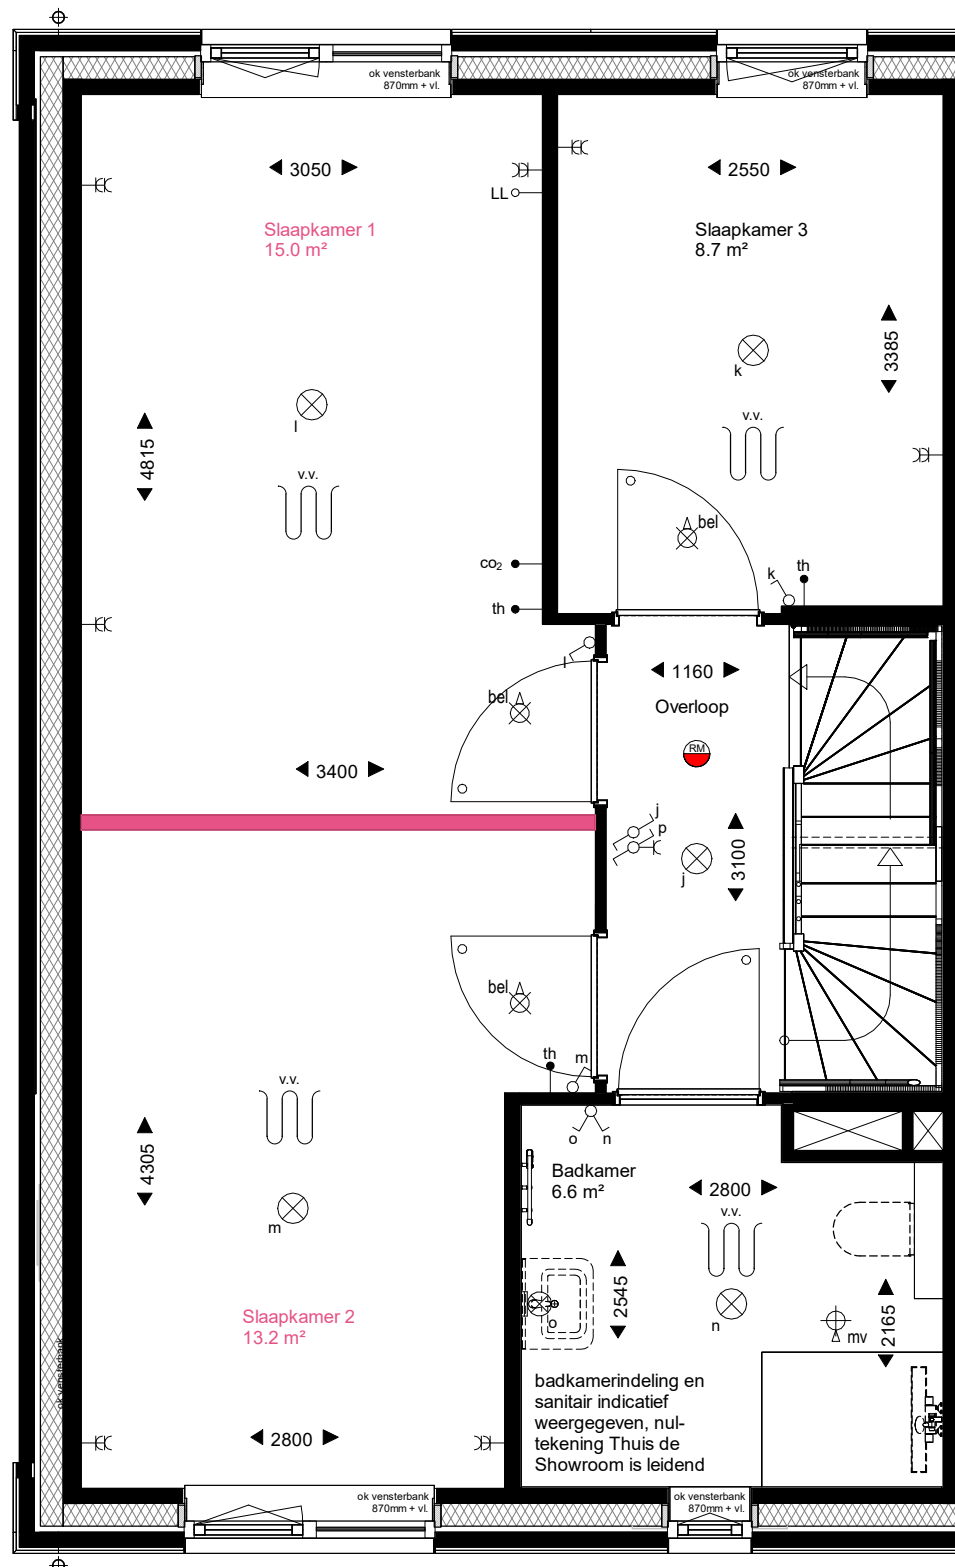 ok vensterbank
870mm + vl.
ok vensterbank
870mm + vl.
3050
2550
LL
Slaapkamer 1
15.0 m²
Slaapkamer 3
8.7 m²
3385
k
l
v.v.
4815
v.v.
bel
co₂
th
k
th
l
1160
bel
Overloop
RM
3400
j
p
3100
j
bel
th
m
v.v.
o
n
4305
Badkamer
6.6 m²
2800
v.v.
m
2545
o
n
mv
2165
Slaapkamer 2
13.2 m²
ok vensterbank
badkamerindeling en
sanitair indicatief
weergegeven, nul-
tekening Thuis de
Showroom is leidend
2800
ok vensterbank
870mm + vl.
ok vensterbank
870mm + vl.